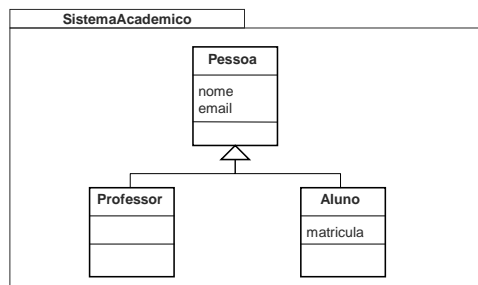 SistemaAcademico
Pessoa
nome
email
Professor
Aluno
matricula